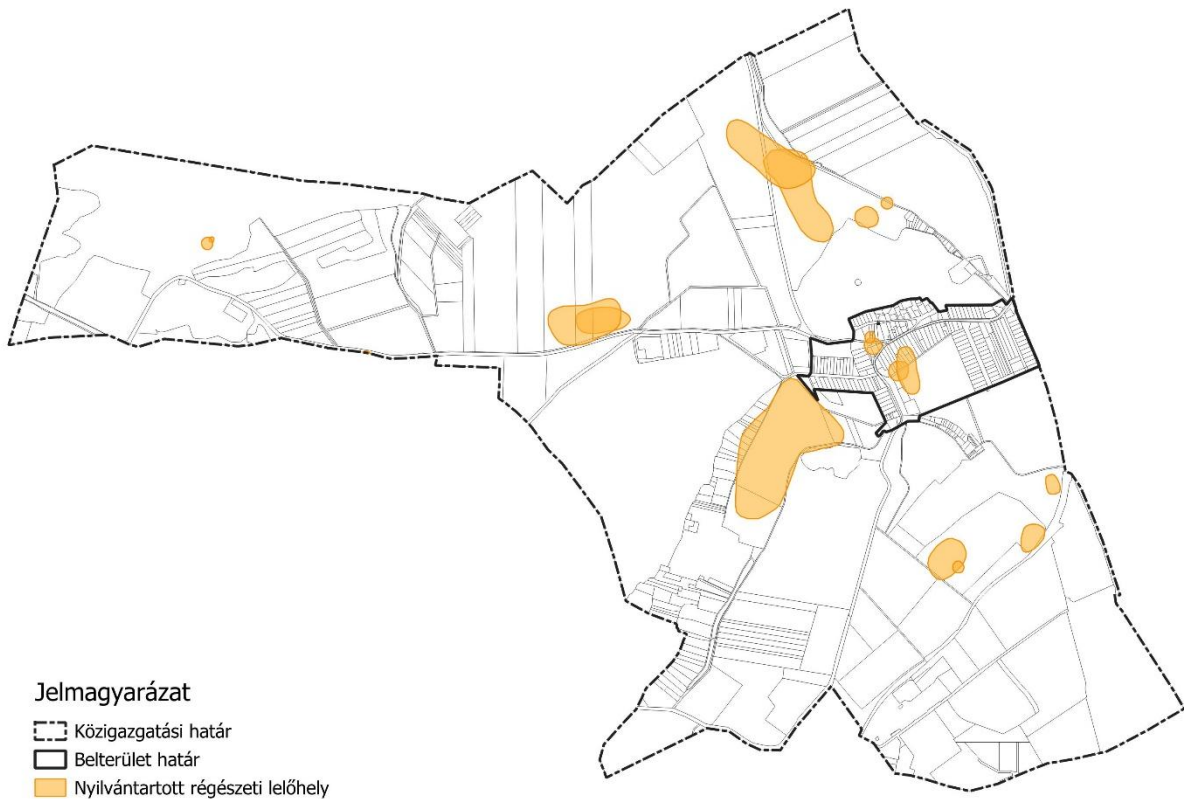 Jelmagyarázat
Közigazgatási határ
Belterület határ
Nyilvántartott régészeti lelőhely